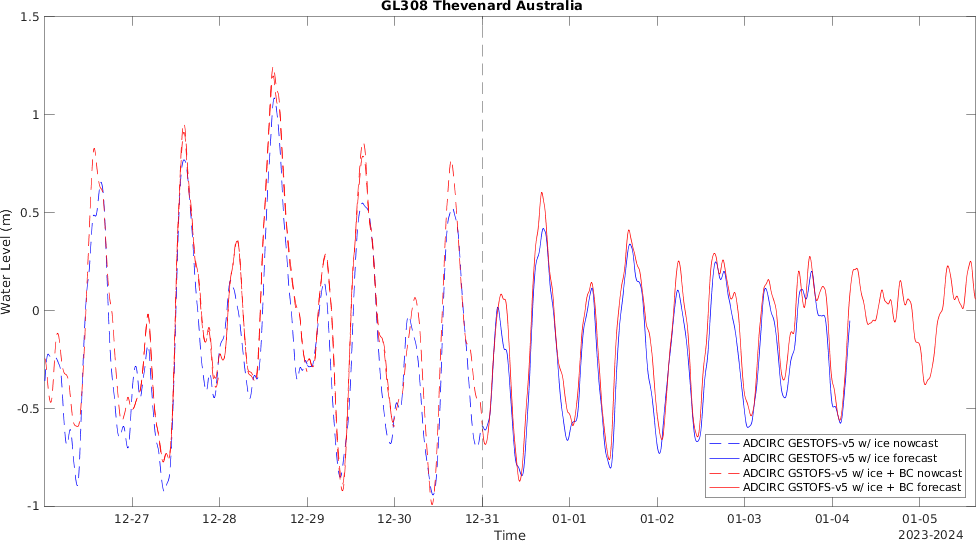 GL308 Thevenard Australia
1.5
1
0.5
0
-0.5
-1
Water Level (m)
ADCIRC GESTOFS-v5 w/ ice nowcast
ADCIRC GESTOFS-v5 w/ ice forecast
ADCIRC GSTOFS-v5 w/ ice + BC nowcast
ADCIRC GSTOFS-v5 w/ ice + BC forecast
12-27 12-28 12-29 12-30 12-31 01-01 01-02 01-03 01-04 01-05
Time
2023-2024